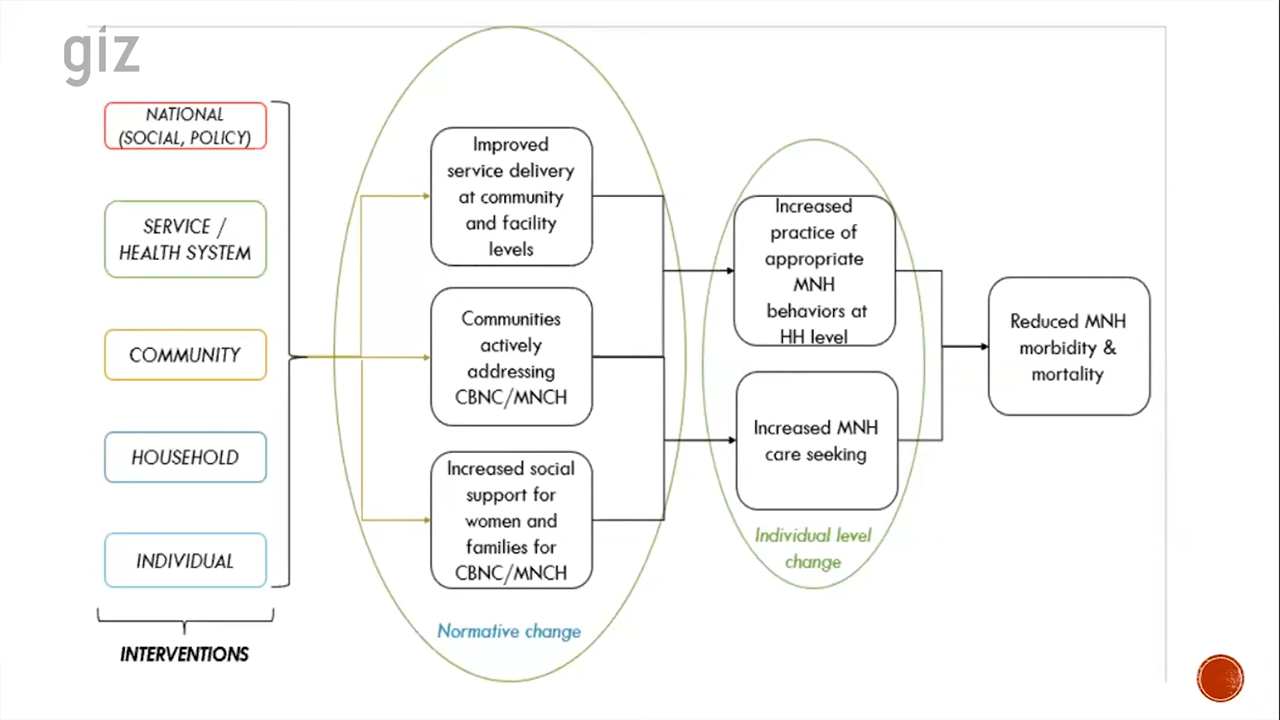 giz
NATIONAL
(SOCIAL, POLICY)
SERVICE /
HEALTH SYSTEM
COMMUNITY
HOUSEHOLD
INDIVIDUAL
INTERVENTIONS
Improved
service delivery
at community
and facility
levels
Communities
actively
addressing
CBNC/MNCH
Increased social
support for
women and
families for
CBNC/MNCH
Normative change
Increased
practice of
appropriate
MNH
behaviors at
HH level
Increased MNH
care seeking
Individual level
change
Reduced MNH
morbidity &
mortality